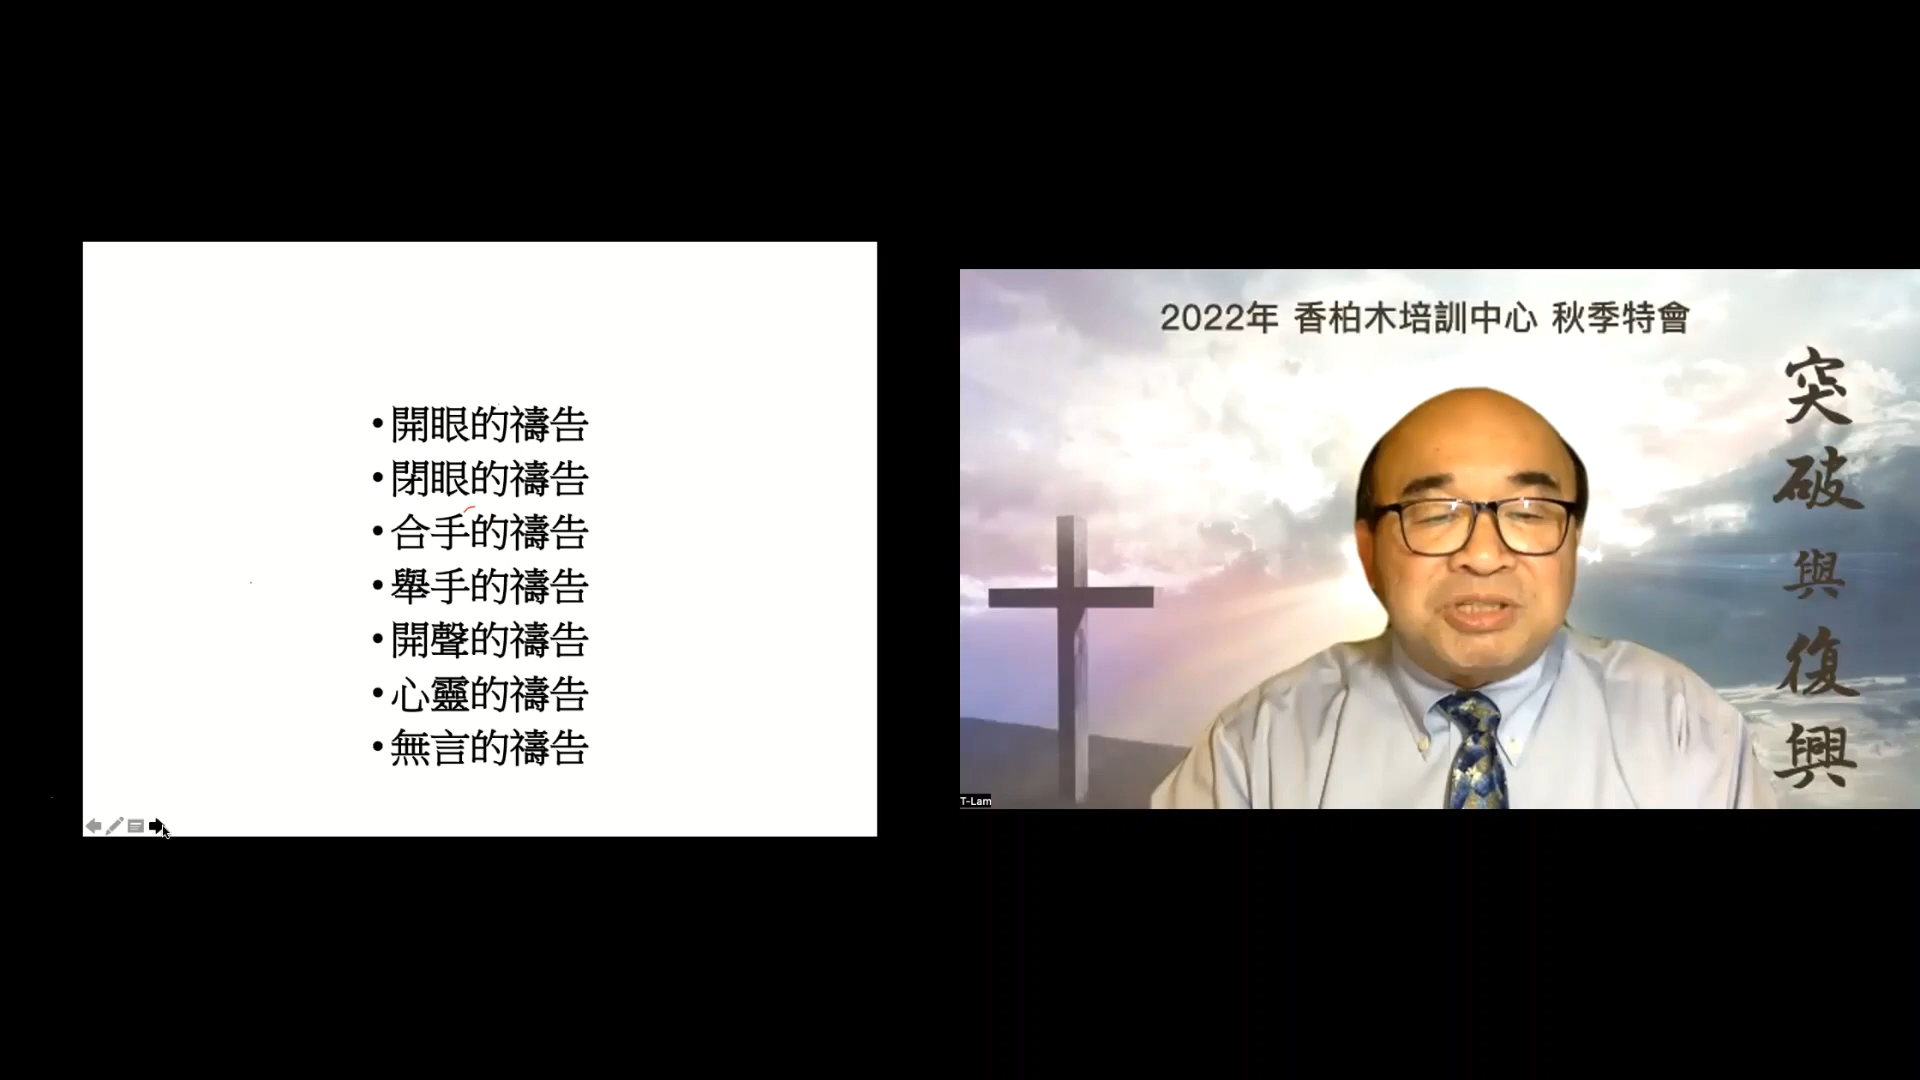 • 開眼的禱告
• 閉眼的禱告
• 合手的禱告
• 舉手的禱告
• 開聲的禱告
• 心靈的禱告
• 無言的禱告
2022年 香柏木培訓中心 秋季特會
突破與復興
T-Lam